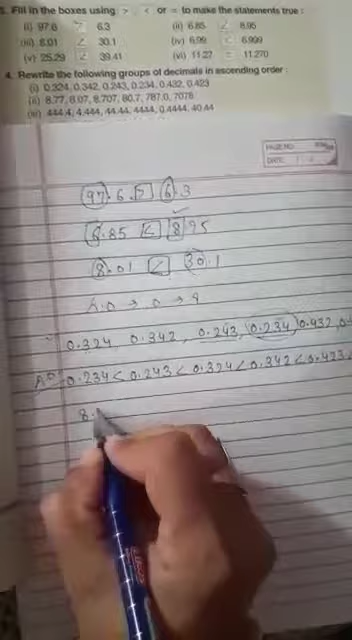 3. Fill in the boxes using > , < or = to make the statements true :
(i) 97.6 > 6.3 (ii) 6.85 < 8.95
(iii) 8.01 < 30.1 (iv) 6.99 < 6.999
(v) 25.29 < 39.41 (vi) 11.27 = 11.270
4. Rewrite the following groups of decimals in ascending order :
(i) 0.324, 0.342, 0.243, 0.234, 0.432, 0.423
(ii) 8.77, 8.07, 8.707, 80.7, 787.0, 7078
(iii) 444.4, 4.444, 44.44, 4444, 0.4444, 40.44
PAGE NO.
DATE:
97.6 > 6.3
6.85 < 8.95
8.01 < 30.1
A.O → 0 → 9
0.324 0.342, 0.243, 0.234, 0.432, 0.4
A.O 0.234 < 0.243 < 0.324 < 0.342 < 0.423,
8.